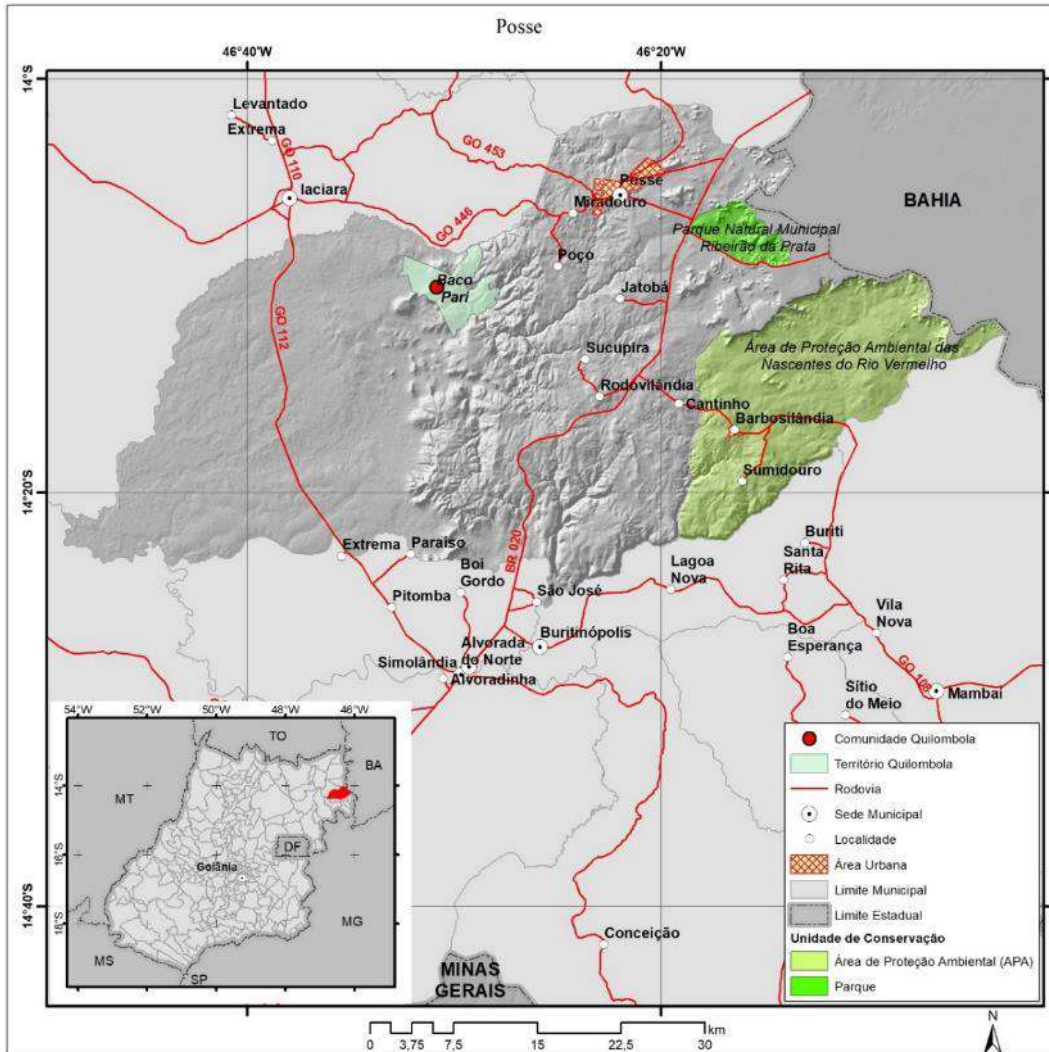 Posse
46°40'W
46°20'W
14°S
Levantado
Extrema
GO 110
GO 453
Iaciara
GO 446
Posse
Miradouro
BAHIA
Parque Natural Municipal
Ribeirão da Prata
Poço
Baco
Pari
Jatobá
GO 112
Sucupira
Área de Proteção Ambiental das
Nascentes do Rio Vermelho
Rodovilândia
Cantinho
Barbosilândia
Sumidouro
14°20'S
BR 020
Extrema
Paraíso
Boi
Gordo
Buriti
Santa
Rita
Lagoa
Nova
São José
Pitomba
Vila
Nova
Buritinópolis
Alvorada
do Norte
Boa
Esperança
Simolândia
Alvoradinha
GO 108
Mambai
Sítio
do Meio
14°40'S
Conceição
MINAS
GERAIS
54°W
52°W
50°W
48°W
46°W
TO
BA
MT
14°S
14°S
DF
16°S
16°S
Goiânia
18°S
18°S
MG
MS
SP
Comunidade Quilombola
Território Quilombola
Rodovia
Sede Municipal
Localidade
Área Urbana
Limite Municipal
Limite Estadual
Unidade de Conservação
Área de Proteção Ambiental (APA)
Parque
N
km
0
3,75
7,5
15
22,5
30